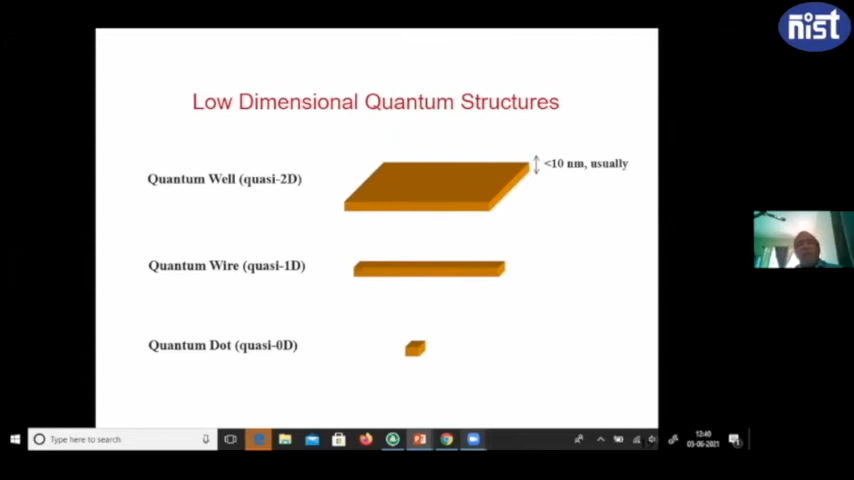 nist
Low Dimensional Quantum Structures
<10 nm, usually
Quantum Well (quasi-2D)
Quantum Wire (quasi-1D)
Quantum Dot (quasi-0D)
Type here to search
12:40
05-06-2021